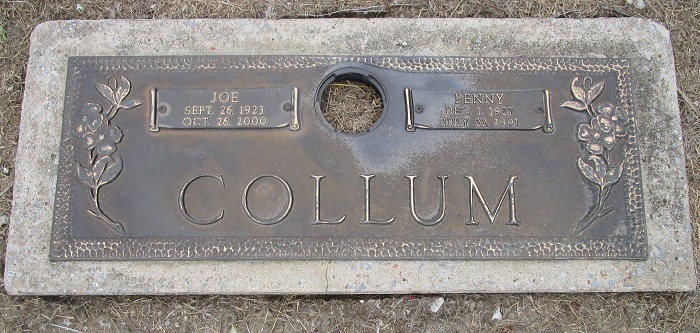 JOE
SEPT. 26, 1923
OCT. 26, 2000
PENNY
DEC. 1, 1927
JULY 22, 1991
COLLUM